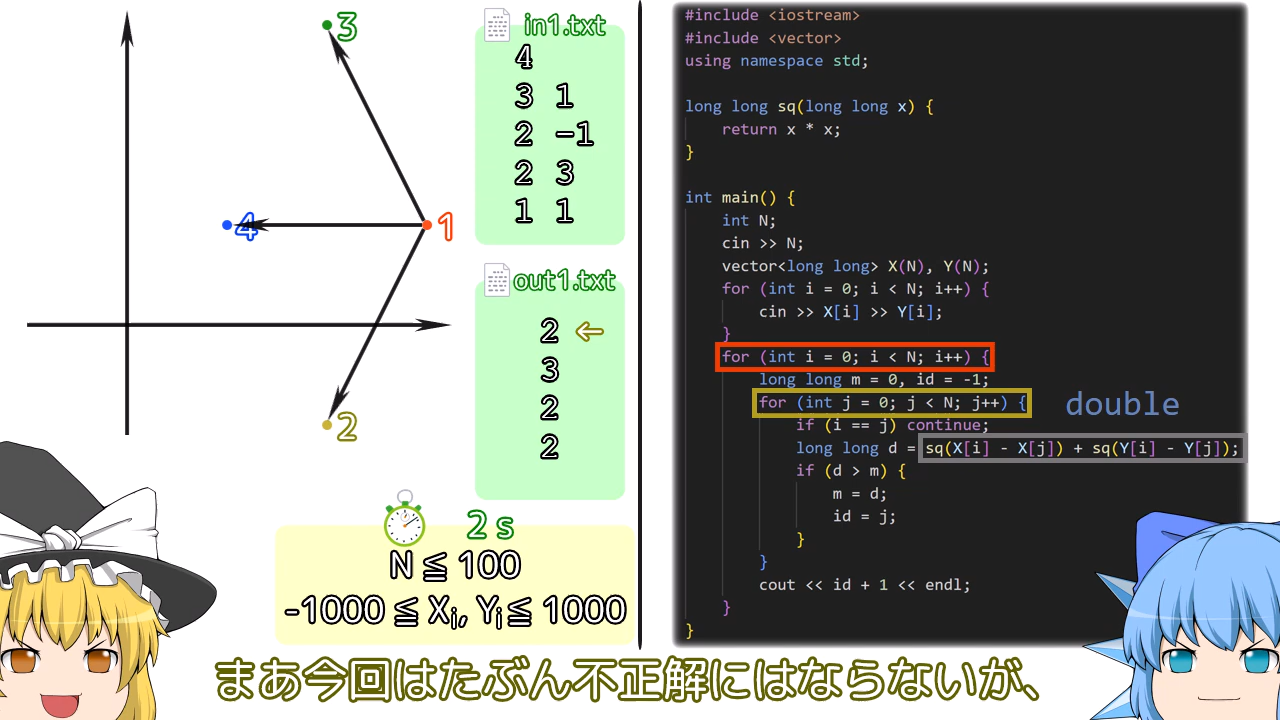 3
4
1
2
in1.txt
4
3 1
2 -1
2 3
1 1
out1.txt
2 ←
3
2
2
2 s
N ≦ 100
-1000 ≦ Xi, Yi ≦ 1000
#include <iostream>
#include <vector>
using namespace std;
long long sq(long long x) {
return x * x;
}
int main() {
int N;
cin >> N;
vector<long long> X(N), Y(N);
for (int i = 0; i < N; i++) {
cin >> X[i] >> Y[i];
}
for (int i = 0; i < N; i++) {
long long m = 0, id = -1;
for (int j = 0; j < N; j++) {
double
if (i == j) continue;
long long d = sq(X[i] - X[j]) + sq(Y[i] - Y[j]);
if (d > m) {
m = d;
id = j;
}
}
cout << id + 1 << endl;
}
}
まあ今回はたぶん不正解にはならないが、